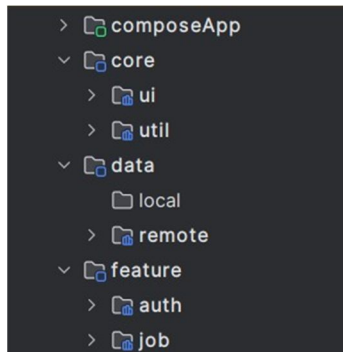 composeApp
core
ui
util
data
local
remote
feature
auth
job